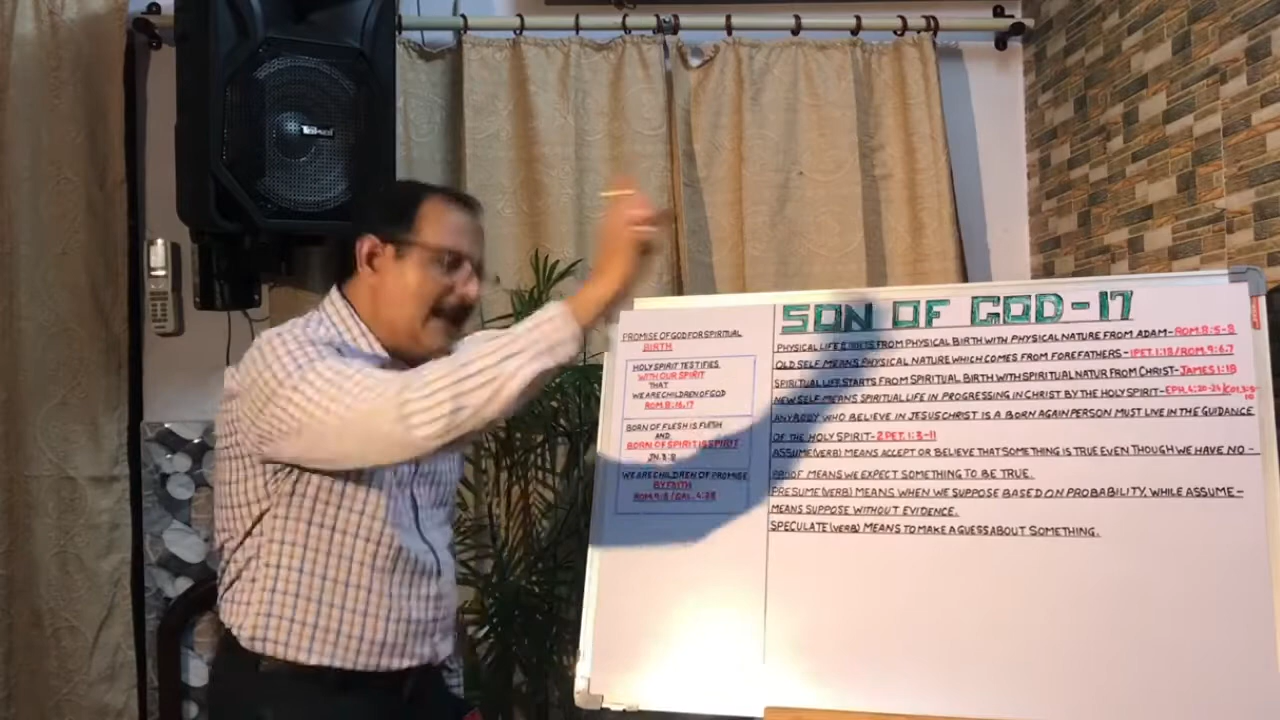 SON OF GOD-17
PROMISE OF GOD FOR SPIRITUAL
BIRTH
HOLY SPIRIT TESTIFIES
WITH OUR SPIRIT
THAT
WE ARE CHILDREN OF GOD
ROM.8:16,17
BORN OF FLESH IS FLESH
AND
BORN OF SPIRIT IS SPIRIT
JN.3:8
WE ARE CHILDREN OF PROMISE
BY FAITH
ROM.9:8/GAL.4:28
PHYSICAL LIFE STARTS FROM PHYSICAL BIRTH WITH PHYSICAL NATURE FROM ADAM-ROM.8:5-8
OLD SELF MEANS PHYSICAL NATURE WHICH COMES FROM FOREFATHERS-1PET.1:18/ROM.9:6,7
SPIRITUAL LIFE STARTS FROM SPIRITUAL BIRTH WITH SPIRITUAL NATUR FROM CHRIST-JAMES 1:18
NEW SELF MEANS SPIRITUAL LIFE IN PROGRESSING IN CHRIST BY THE HOLY SPIRIT-EPH.4:20-24
ANYBODY WHO BELIEVE IN JESUS CHRIST IS A BORN AGAIN PERSON MUST LIVE IN THE GUIDANCE
OF THE HOLY SPIRIT-2PET.1:3-11
ASSUME(VERB) MEANS ACCEPT OR BELIEVE THAT SOMETHING IS TRUE EVEN THOUGH WE HAVE NO-
PROOF MEANS WE EXPECT SOMETHING TO BE TRUE.
PRESUME(VERB) MEANS WHEN WE SUPPOSE BASED ON PROBABILITY, WHILE ASSUME-
MEANS SUPPOSE WITHOUT EVIDENCE.
SPECULATE(VERB) MEANS TO MAKE A GUESS ABOUT SOMETHING.